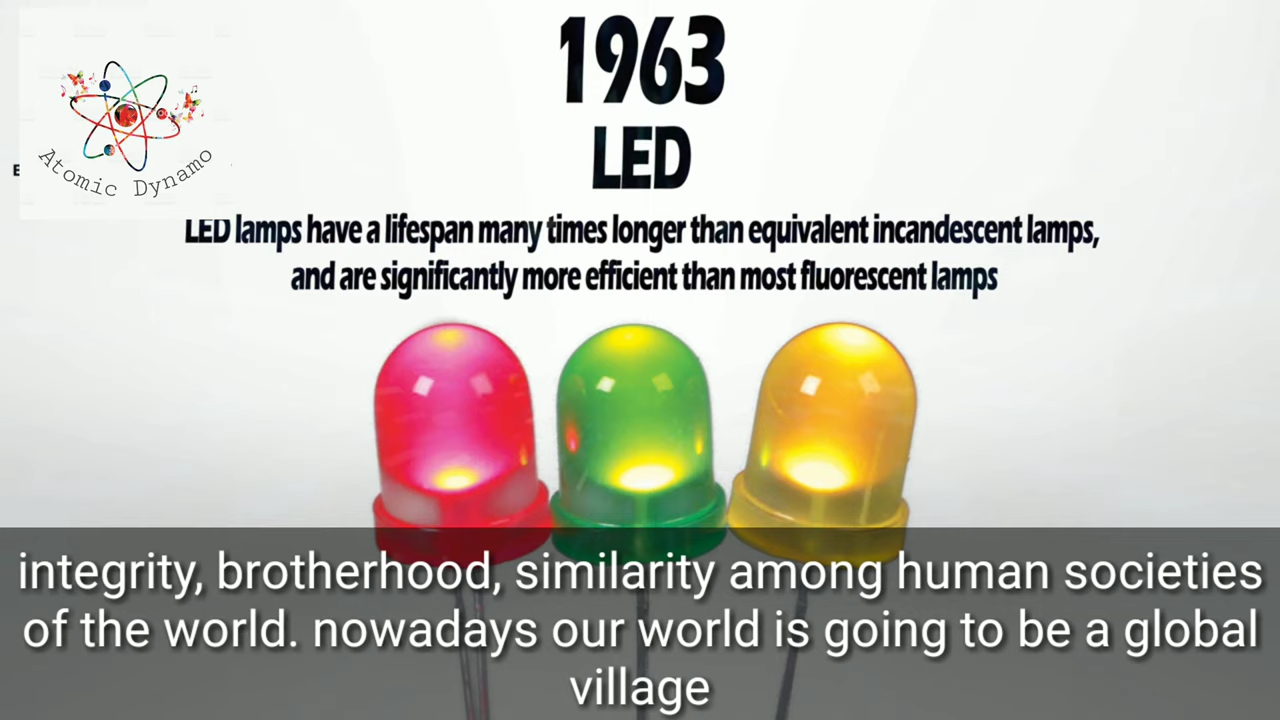 1963
LED
Atomic Dynamo
LED lamps have a lifespan many times longer than equivalent incandescent lamps,
and are significantly more efficient than most fluorescent lamps
integrity, brotherhood, similarity among human societies
of the world. nowadays our world is going to be a global
village